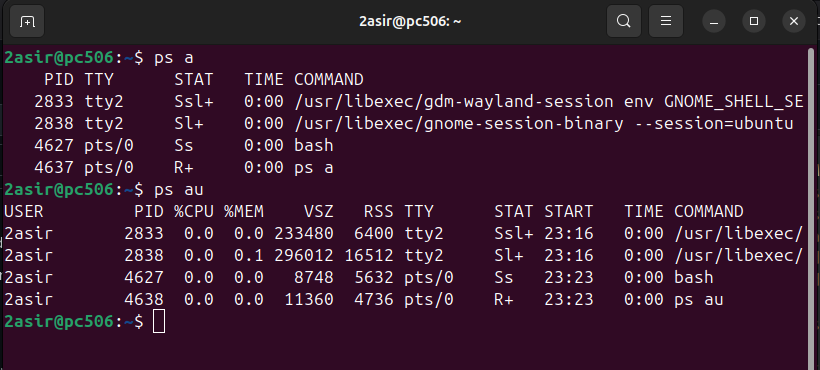 2asir@pc506: ~
2asir@pc506:~$ ps a
    PID TTY      STAT   TIME COMMAND
   2833 tty2     Ssl+   0:00 /usr/libexec/gdm-wayland-session env GNOME_SHELL_SE
   2838 tty2     Sl+    0:00 /usr/libexec/gnome-session-binary --session=ubuntu
   4627 pts/0    Ss     0:00 bash
   4637 pts/0    R+     0:00 ps a
2asir@pc506:~$ ps au
USER         PID %CPU %MEM    VSZ   RSS TTY      STAT START   TIME COMMAND
2asir       2833  0.0  0.0 233480  6400 tty2     Ssl+ 23:16   0:00 /usr/libexec/
2asir       2838  0.0  0.1 296012 16512 tty2     Sl+  23:16   0:00 /usr/libexec/
2asir       4627  0.0  0.0   8748  5632 pts/0    Ss   23:23   0:00 bash
2asir       4638  0.0  0.0  11360  4736 pts/0    R+   23:23   0:00 ps au
2asir@pc506:~$